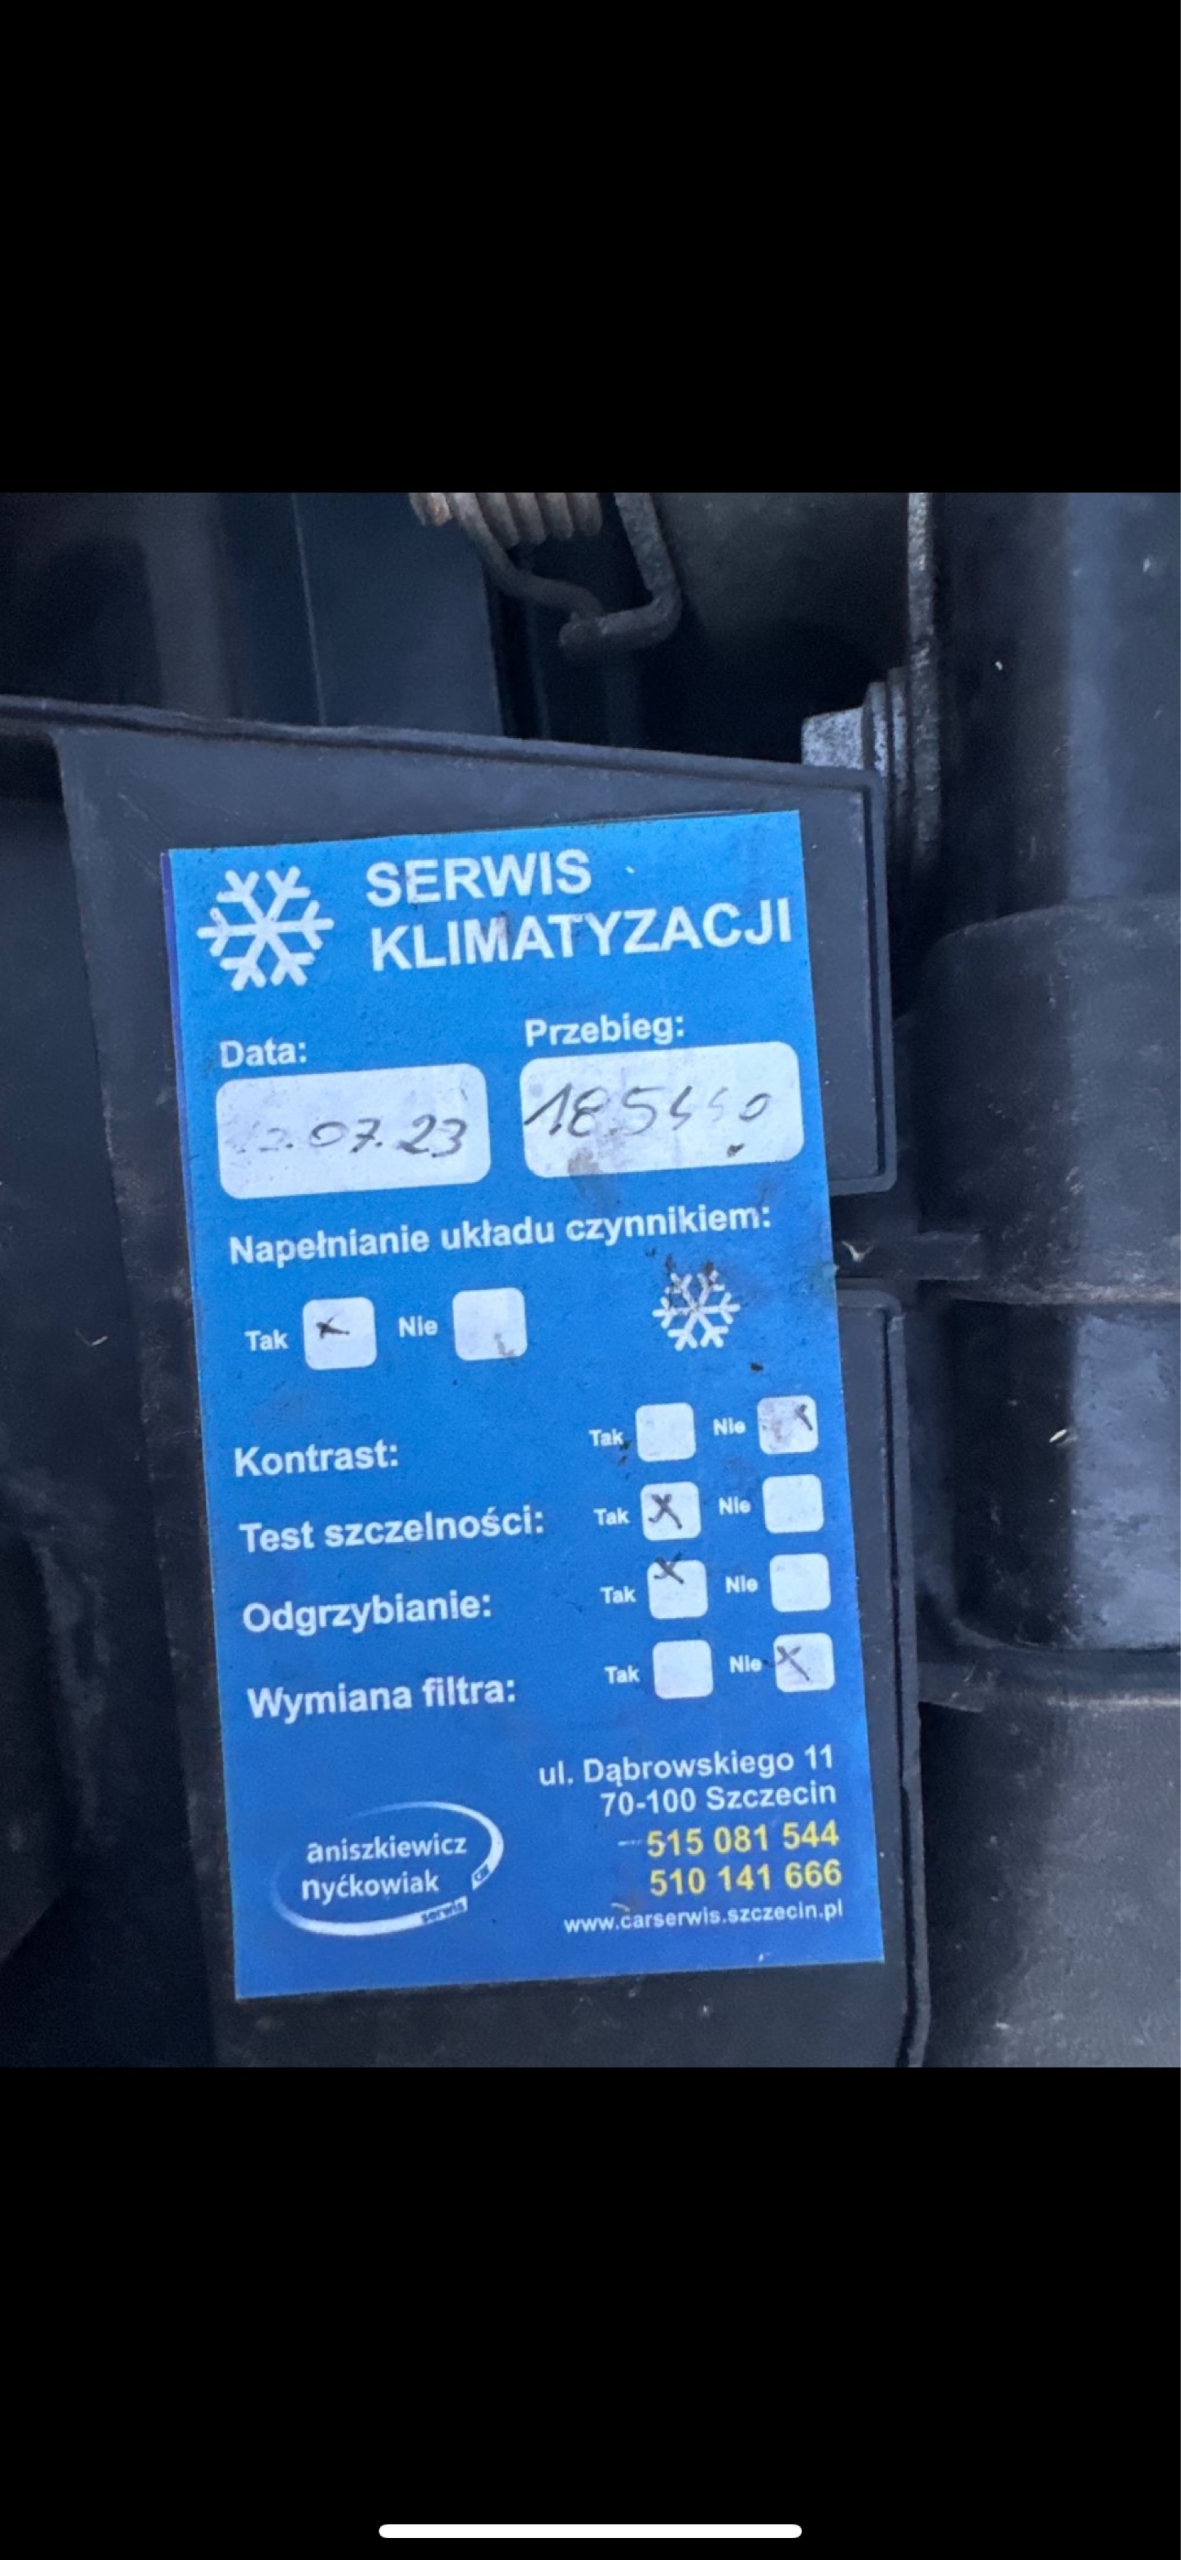 SERWIS
KLIMATYZACJI
Data: Przebieg:
.07.23
Napełnianie układu czynnikiem:
Tak x Nie
Kontrast: Tak Nie x
Test szczelności: Tak x Nie
Odgrzybianie: Tak x Nie
Wymiana filtra: Tak Nie x
ul. Dąbrowskiego 11
70-100 Szczecin
515 081 544
510 141 666
www.carserwis.szczecin.pl
aniszkiewicz
nyćkowiak
car
serwis